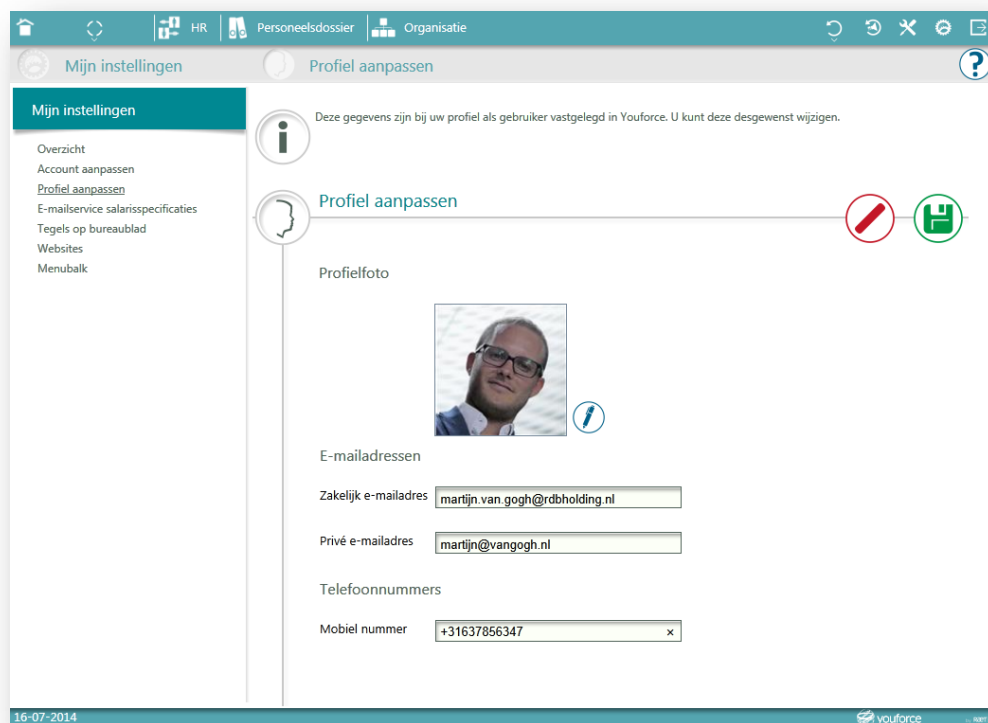 HR
Personeelsdossier
Organisatie
Mijn instellingen
Profiel aanpassen
?
Mijn instellingen
Overzicht
Account aanpassen
Profiel aanpassen
E-mailservice salarisspecificaties
Tegels op bureaublad
Websites
Menubalk
Deze gegevens zijn bij uw profiel als gebruiker vastgelegd in Youforce. U kunt deze desgewenst wijzigen.
Profiel aanpassen
Profielfoto
E-mailadressen
Zakelijk e-mailadres martijn.van.gogh@rdbholding.nl
Privé e-mailadres martijn@vangogh.nl
Telefoonnummers
Mobiel nummer +31637856347 ×
16-07-2014
youforce